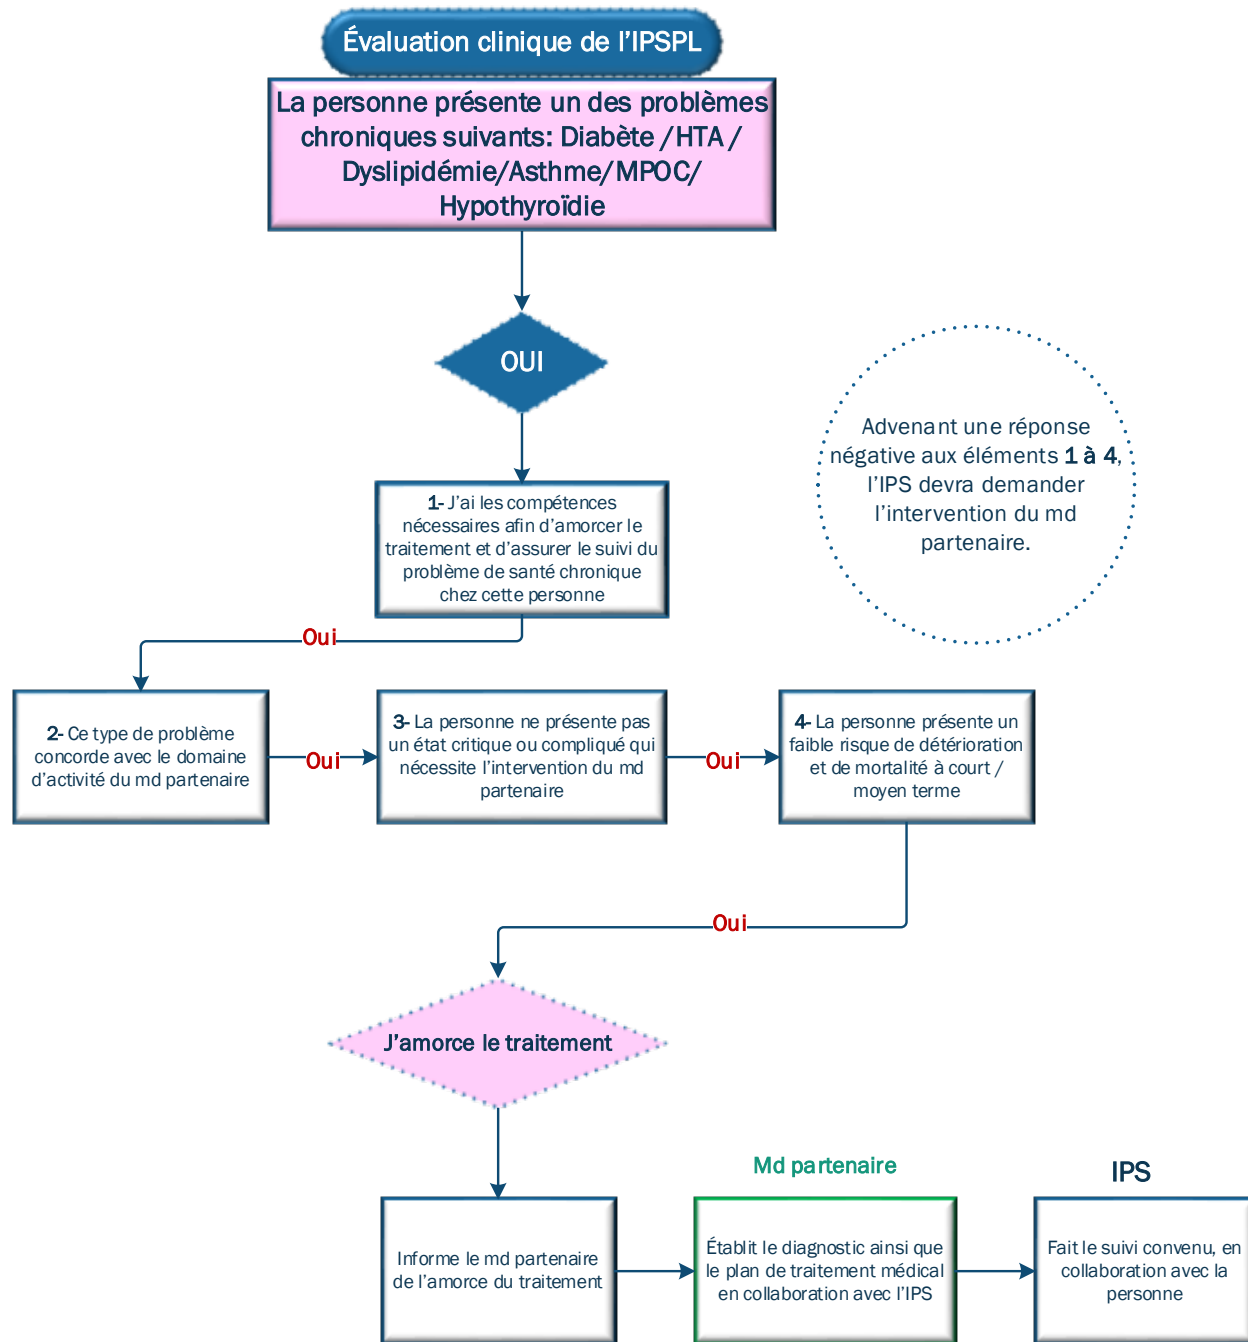 Évaluation clinique de l'IPSPL
La personne présente un des problèmes
chroniques suivants: Diabète /HTA /
Dyslipidémie/Asthme/MPOC/
Hypothyroïdie
OUI
Advenant une réponse
négative aux éléments 1 à 4,
l'IPS devra demander
l'intervention du md
partenaire.
1- J'ai les compétences
nécessaires afin d'amorcer le
traitement et d'assurer le suivi du
problème de santé chronique
chez cette personne
Oui
2- Ce type de problème
concorde avec le domaine
d'activité du md partenaire
Oui
3- La personne ne présente pas
un état critique ou compliqué qui
nécessite l'intervention du md
partenaire
Oui
4- La personne présente un
faible risque de détérioration
et de mortalité à court /
moyen terme
Oui
J'amorce le traitement
Informe le md partenaire
de l'amorce du traitement
Md partenaire
Établit le diagnostic ainsi que
le plan de traitement médical
en collaboration avec l'IPS
IPS
Fait le suivi convenu, en
collaboration avec la
personne